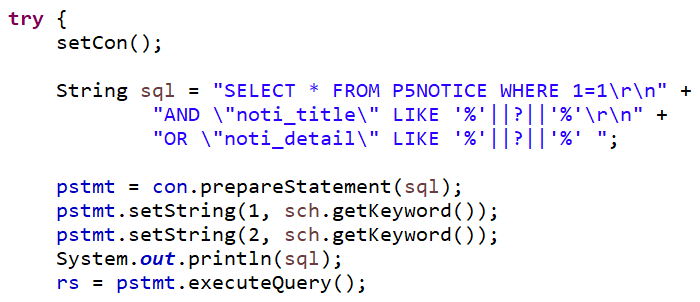 try {
    setCon();
    String sql = "SELECT * FROM P5NOTICE WHERE 1=1\r\n" +
            "AND \"noti_title\" LIKE '%'||?||'%'\r\n" +
            "OR \"noti_detail\" LIKE '%'||?||'%' ";
    pstmt = con.prepareStatement(sql);
    pstmt.setString(1, sch.getKeyword());
    pstmt.setString(2, sch.getKeyword());
    System.out.println(sql);
    rs = pstmt.executeQuery();